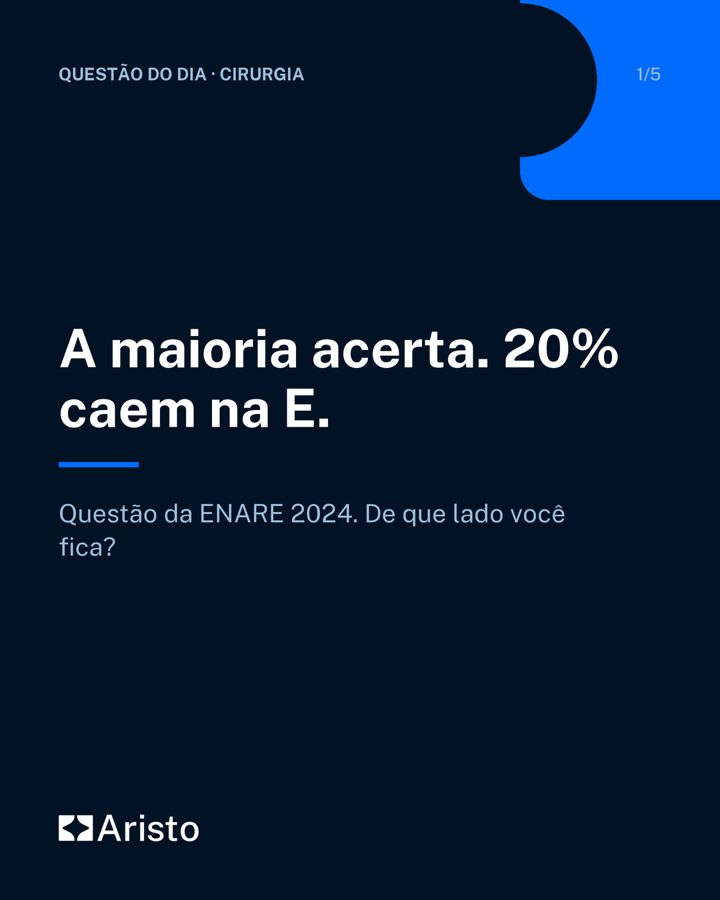 QUESTÃO DO DIA · CIRURGIA
1/5
A maioria acerta. 20%
caem na E.
Questão da ENARE 2024. De que lado você
fica?
Aristo